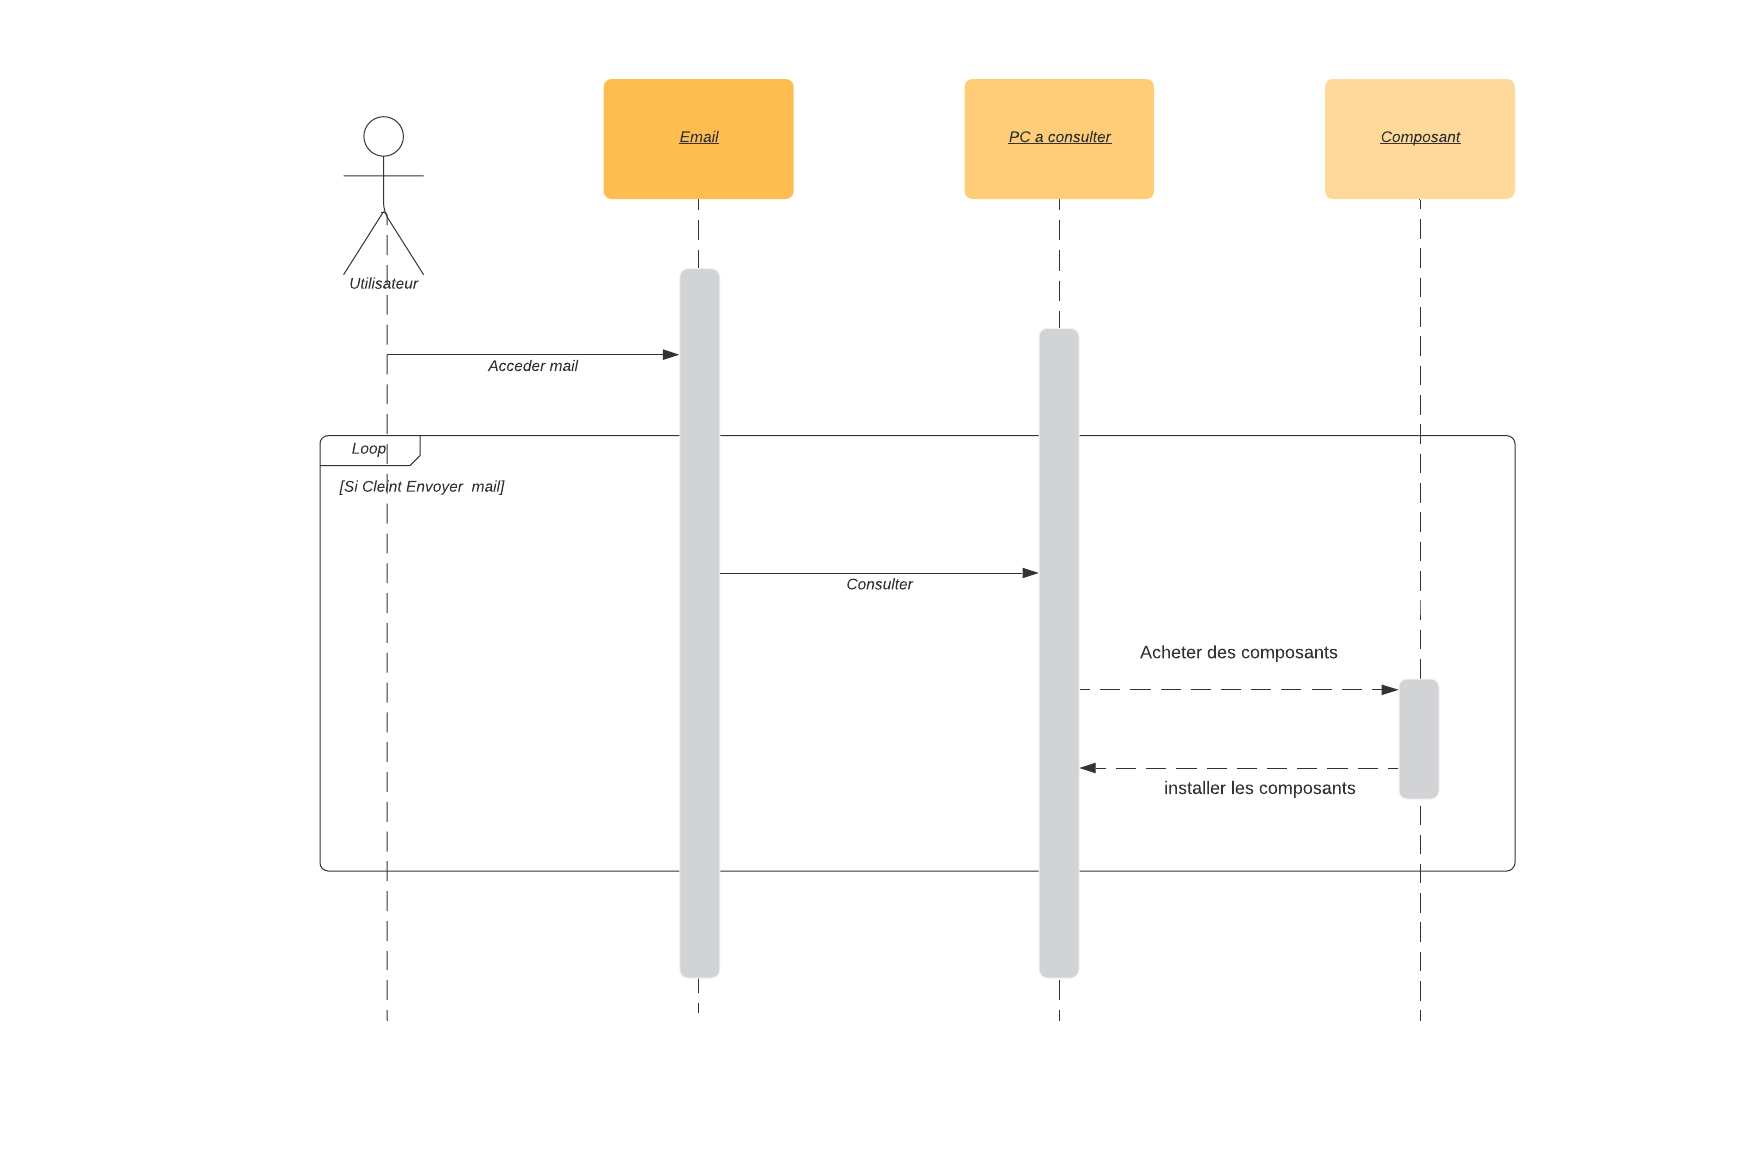 Email
PC a consulter
Composant
Utilisateur
Acceder mail
Loop
[Si Cleint Envoyer  mail]
Consulter
Acheter des composants
installer les composants